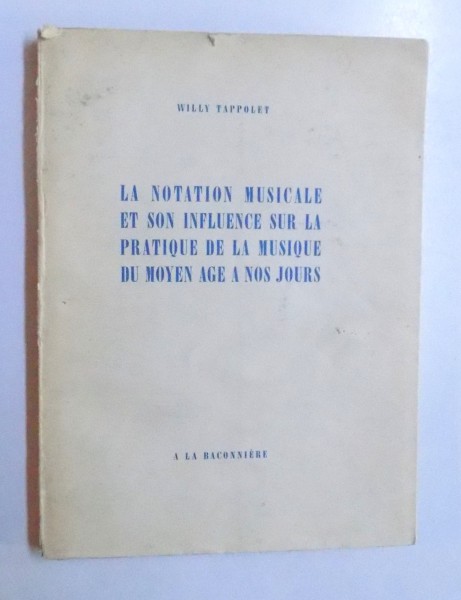 WILLY TAPPOLET
LA NOTATION MUSICALE
ET SON INFLUENCE SUR LA
PRATIQUE DE LA MUSIQUE
DU MOYEN AGE A NOS JOURS
A LA BACONNIÈRE